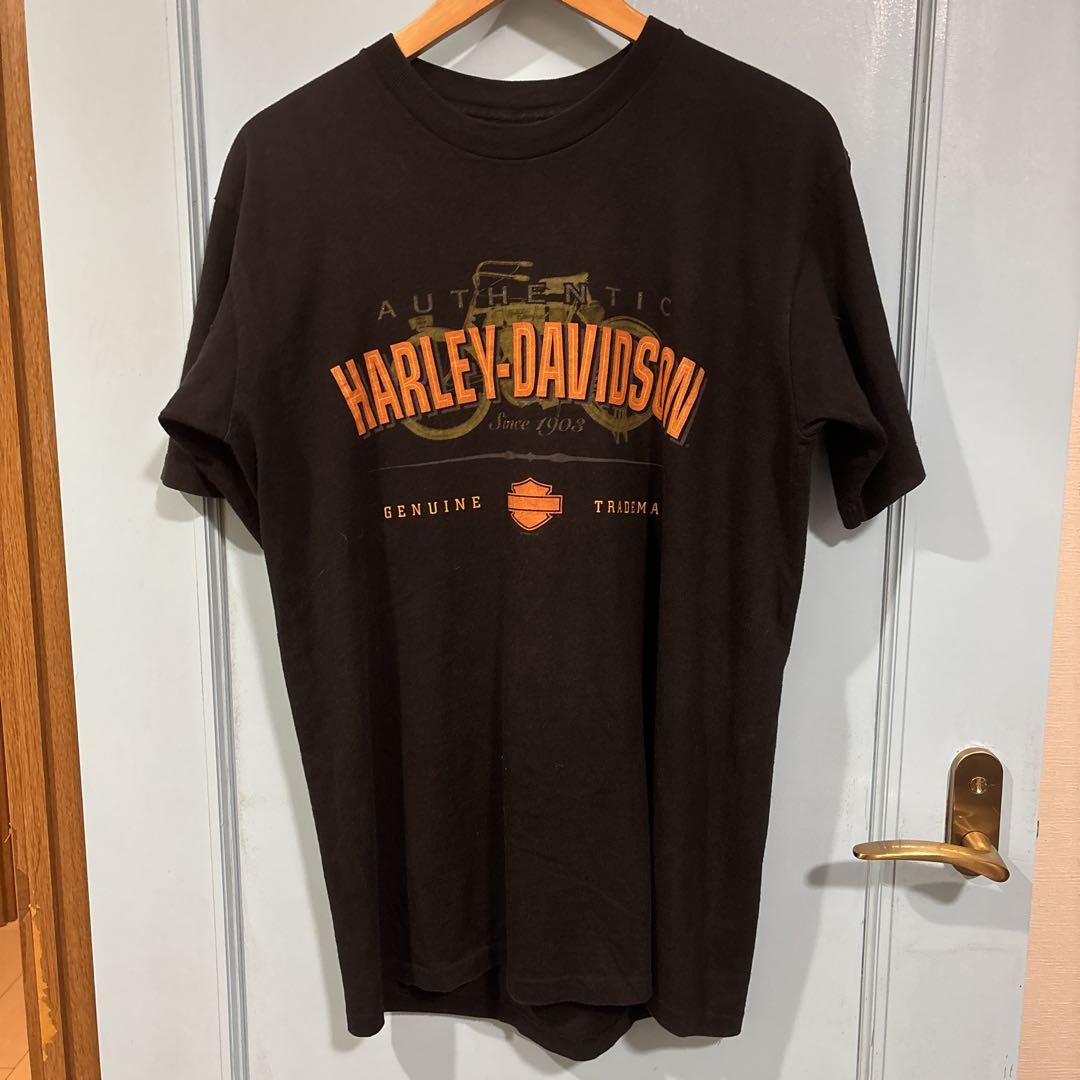 AUTHENTIC
HARLEY-DAVIDSON
Since 1903
GENUINE TRADEMA